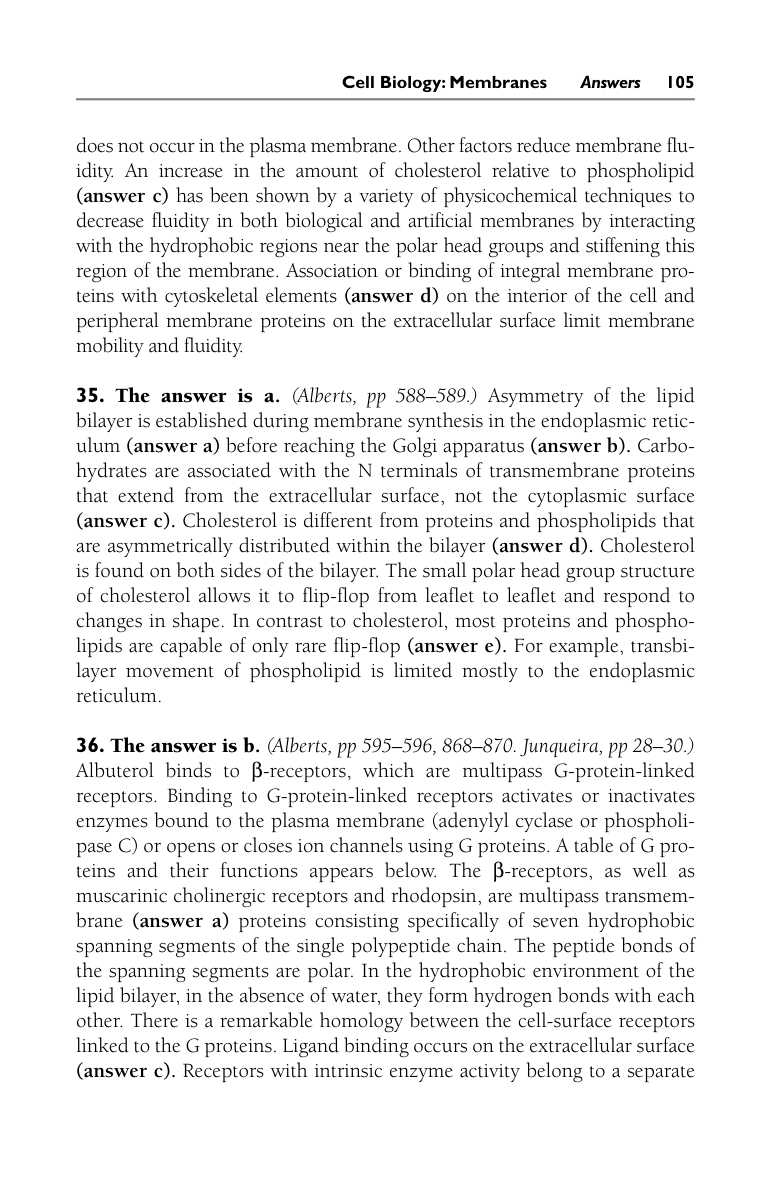 Cell Biology: Membranes Answers 105
does not occur in the plasma membrane. Other factors reduce membrane flu-
idity. An increase in the amount of cholesterol relative to phospholipid
(answer c) has been shown by a variety of physicochemical techniques to
decrease fluidity in both biological and artificial membranes by interacting
with the hydrophobic regions near the polar head groups and stiffening this
region of the membrane. Association or binding of integral membrane pro-
teins with cytoskeletal elements (answer d) on the interior of the cell and
peripheral membrane proteins on the extracellular surface limit membrane
mobility and fluidity.
35. The answer is a. (Alberts, pp 588–589.) Asymmetry of the lipid
bilayer is established during membrane synthesis in the endoplasmic retic-
ulum (answer a) before reaching the Golgi apparatus (answer b). Carbo-
hydrates are associated with the N terminals of transmembrane proteins
that extend from the extracellular surface, not the cytoplasmic surface
(answer c). Cholesterol is different from proteins and phospholipids that
are asymmetrically distributed within the bilayer (answer d). Cholesterol
is found on both sides of the bilayer. The small polar head group structure
of cholesterol allows it to flip-flop from leaflet to leaflet and respond to
changes in shape. In contrast to cholesterol, most proteins and phospho-
lipids are capable of only rare flip-flop (answer e). For example, transbi-
layer movement of phospholipid is limited mostly to the endoplasmic
reticulum.
36. The answer is b. (Alberts, pp 595–596, 868–870. Junqueira, pp 28–30.)
Albuterol binds to β-receptors, which are multipass G-protein-linked
receptors. Binding to G-protein-linked receptors activates or inactivates
enzymes bound to the plasma membrane (adenylyl cyclase or phospholi-
pase C) or opens or closes ion channels using G proteins. A table of G pro-
teins and their functions appears below. The β-receptors, as well as
muscarinic cholinergic receptors and rhodopsin, are multipass transmem-
brane (answer a) proteins consisting specifically of seven hydrophobic
spanning segments of the single polypeptide chain. The peptide bonds of
the spanning segments are polar. In the hydrophobic environment of the
lipid bilayer, in the absence of water, they form hydrogen bonds with each
other. There is a remarkable homology between the cell-surface receptors
linked to the G proteins. Ligand binding occurs on the extracellular surface
(answer c). Receptors with intrinsic enzyme activity belong to a separate